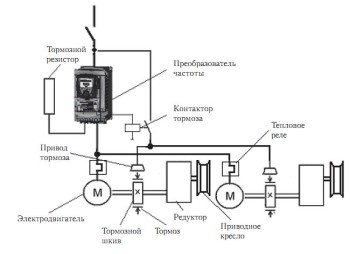 Тормозной
резистор
Преобразователь
частоты
Контактор
тормоза
Тепловое
реле
Привод
тормоза
М
М
Электродвигатель
Тормозной
шкив
Тормоз
Редуктор
Приводное
кресло